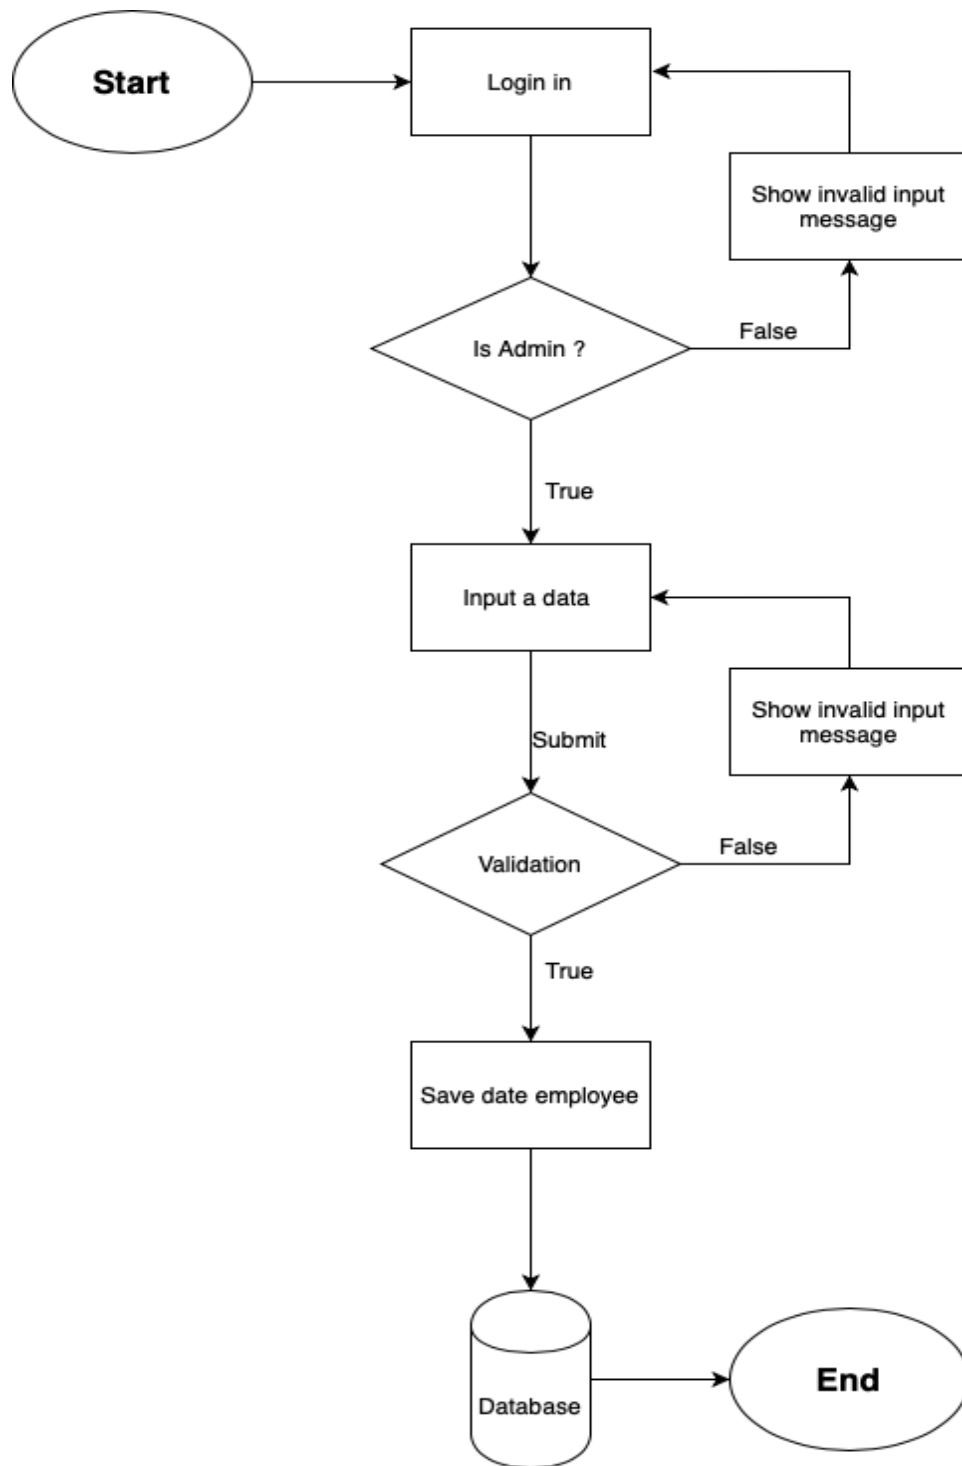 Start
Login in
Show invalid input
message
Is Admin ?
False
True
Input a data
Show invalid input
message
Submit
Validation
False
True
Save date employee
Database
End